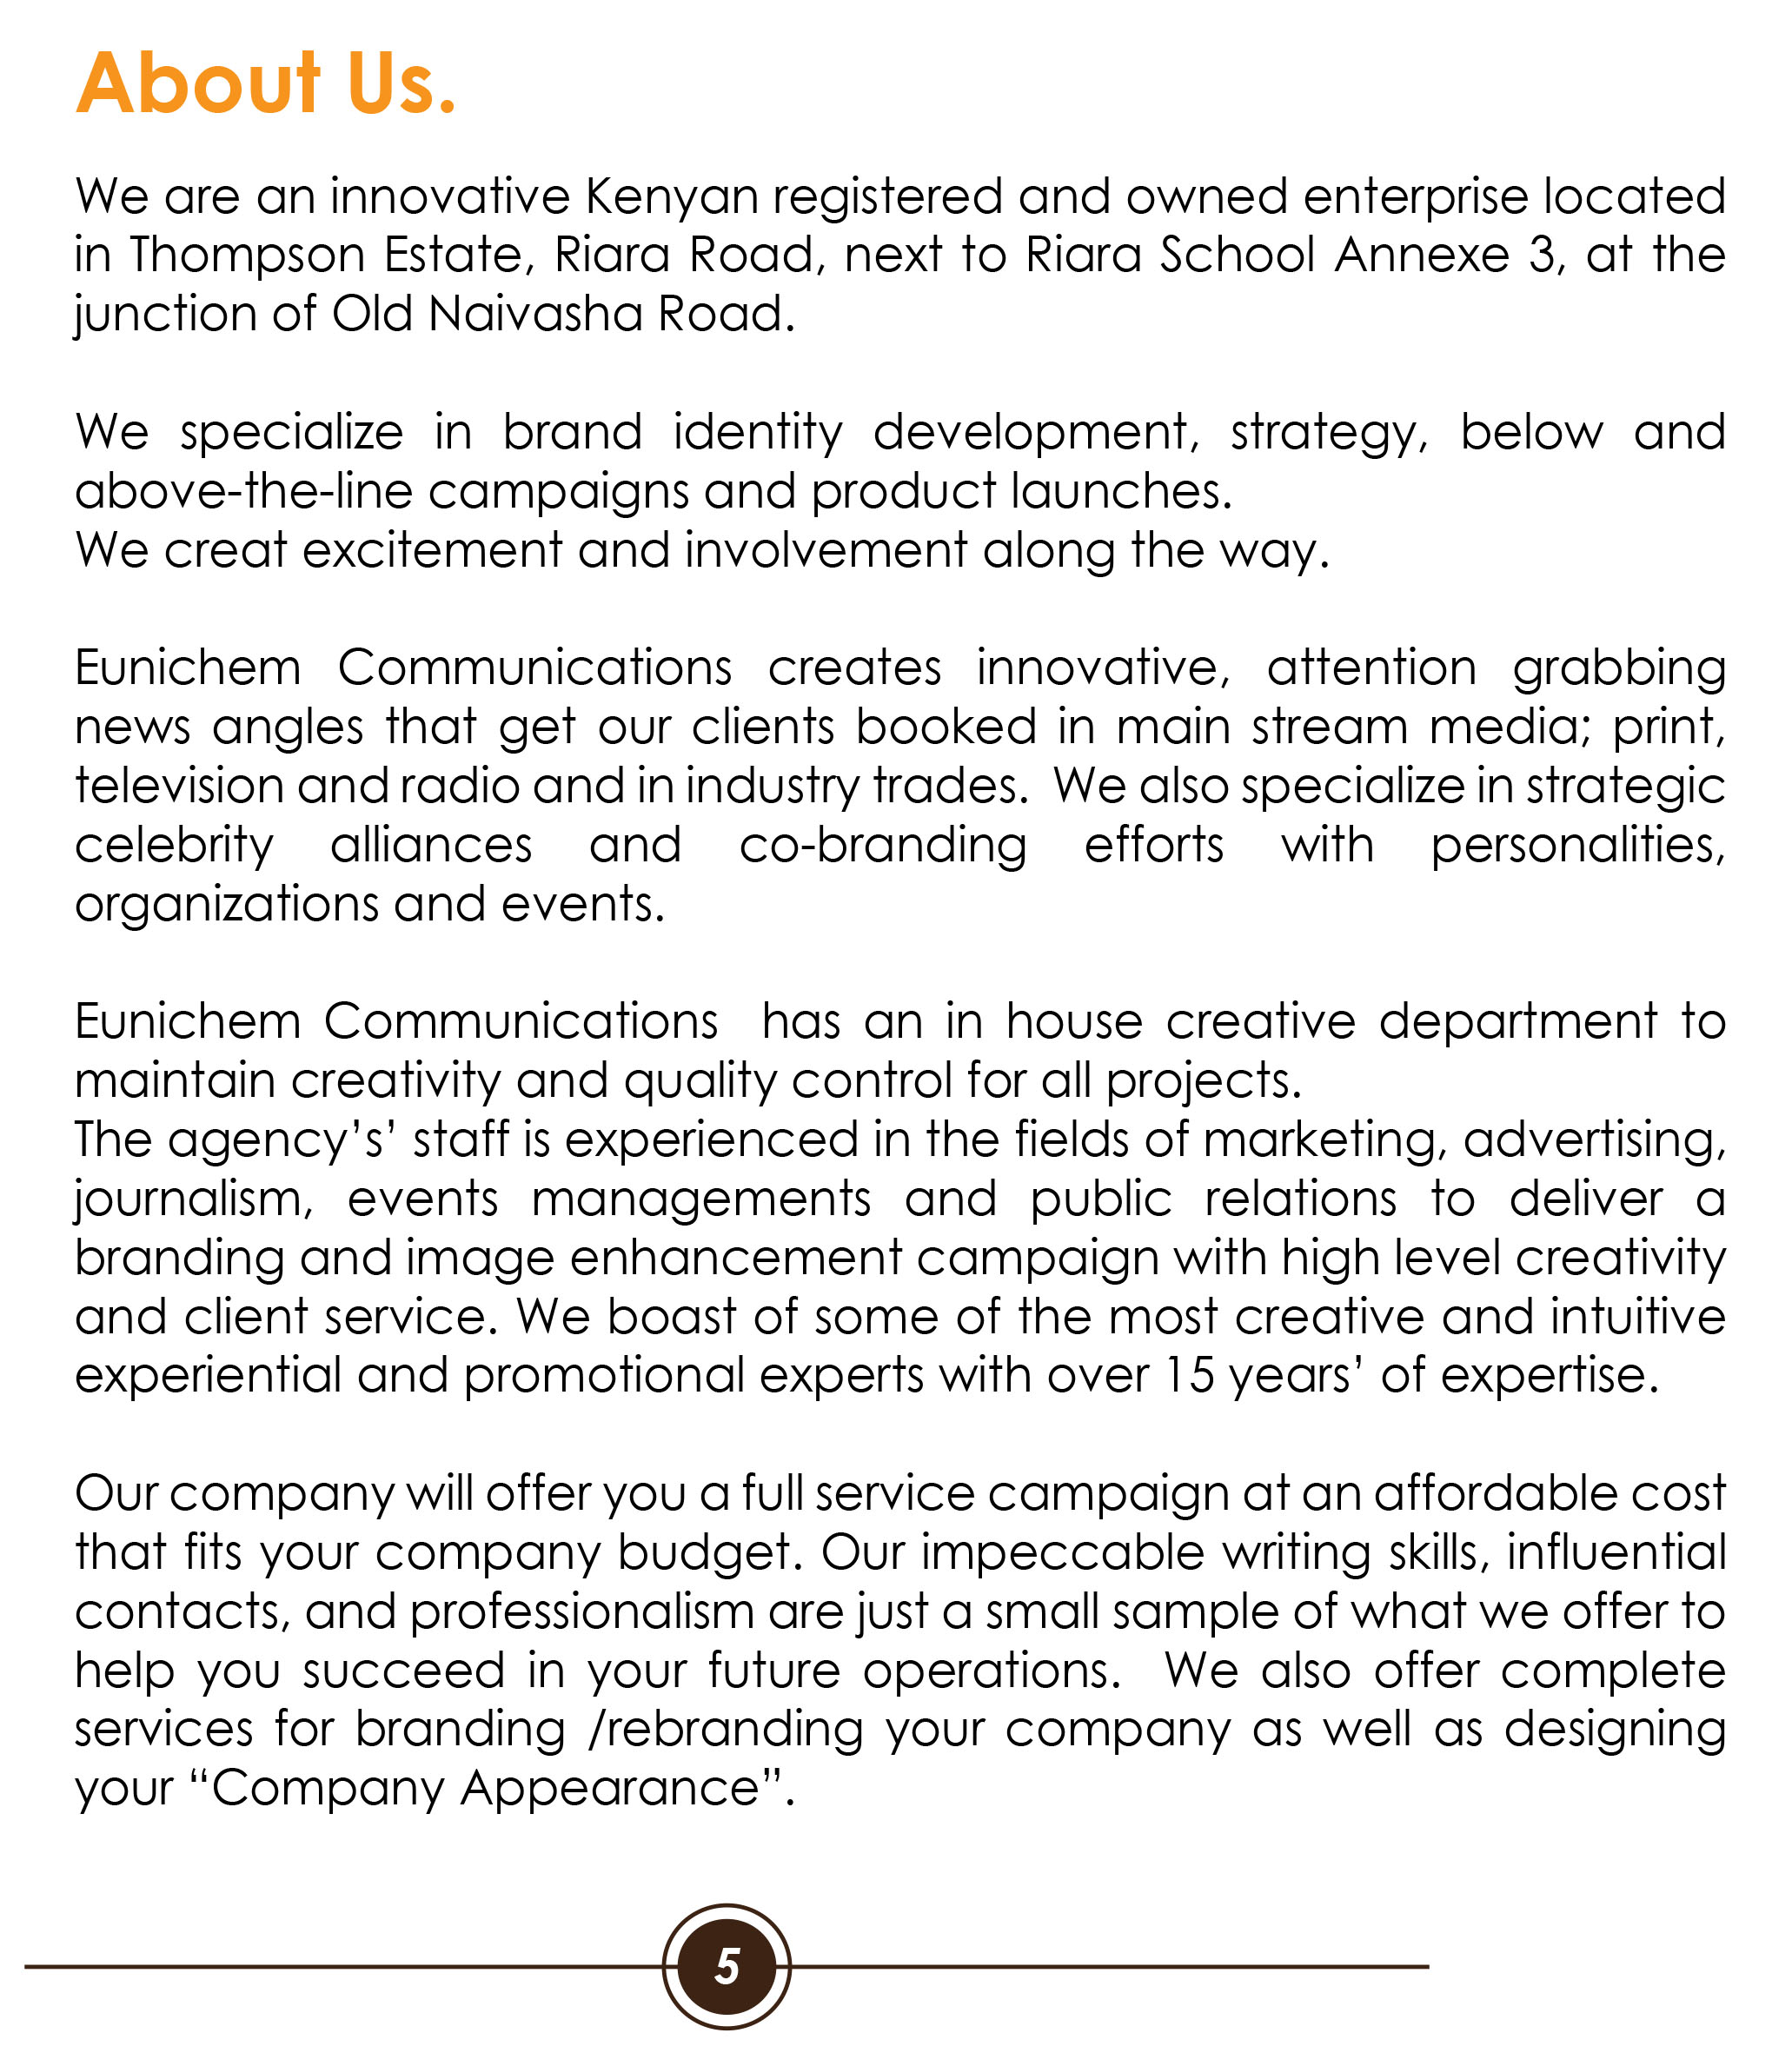 About Us.
We are an innovative Kenyan registered and owned enterprise located
in Thompson Estate, Riara Road, next to Riara School Annexe 3, at the
junction of Old Naivasha Road.
We specialize in brand identity development, strategy, below and
above-the-line campaigns and product launches.
We creat excitement and involvement along the way.
Eunichem Communications creates innovative, attention grabbing
news angles that get our clients booked in main stream media; print,
television and radio and in industry trades.  We also specialize in strategic
celebrity alliances and co-branding efforts with personalities,
organizations and events.
Eunichem Communications  has an in house creative department to
maintain creativity and quality control for all projects.
The agency’s’ staff is experienced in the fields of marketing, advertising,
journalism, events managements and public relations to deliver a
branding and image enhancement campaign with high level creativity
and client service. We boast of some of the most creative and intuitive
experiential and promotional experts with over 15 years’ of expertise.
Our company will offer you a full service campaign at an affordable cost
that fits your company budget. Our impeccable writing skills, influential
contacts, and professionalism are just a small sample of what we offer to
help you succeed in your future operations.  We also offer complete
services for branding /rebranding your company as well as designing
your “Company Appearance”.
5